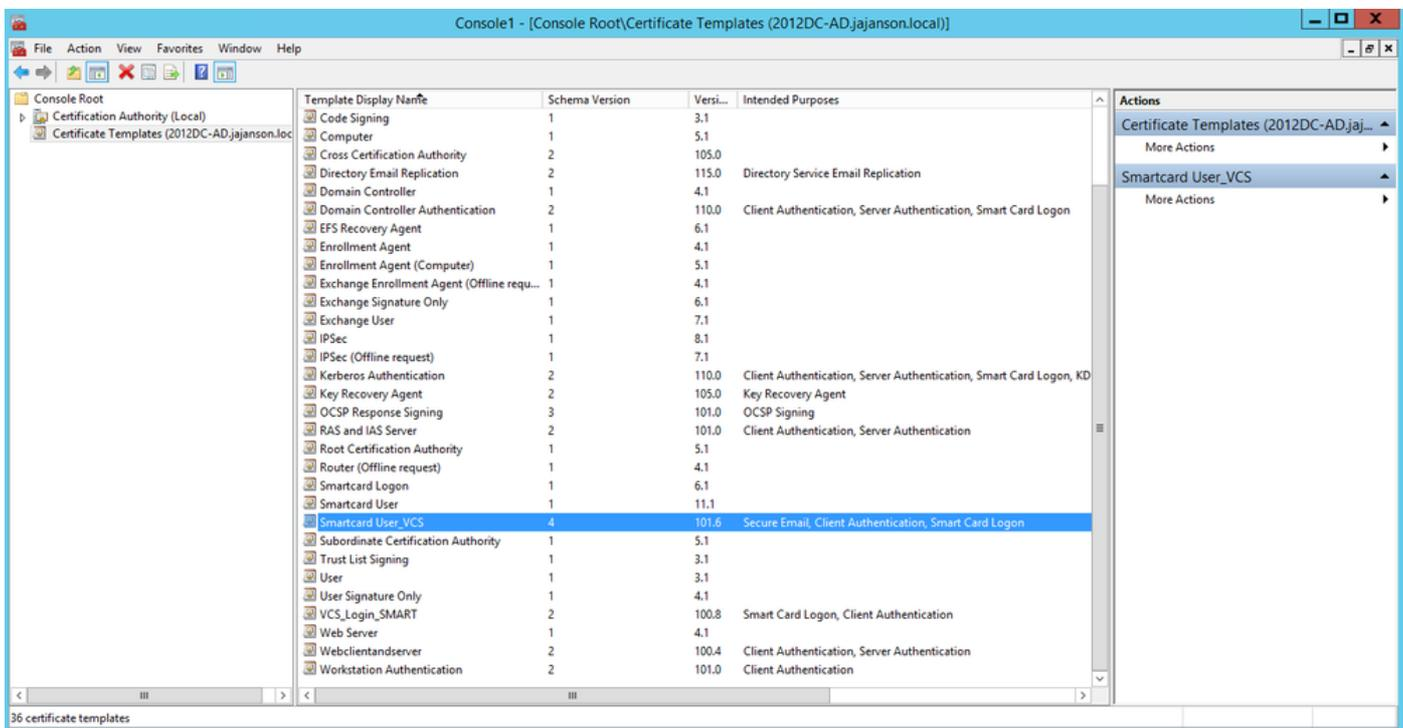 Console1 - [Console Root\Certificate Templates (2012DC-AD.jajanson.local)]
File Action View Favorites Window Help
Console Root
Certification Authority (Local)
Certificate Templates (2012DC-AD.jajanson.loc
Template Display Name Schema Version Versi... Intended Purposes
Code Signing 1 3.1
Computer 1 5.1
Cross Certification Authority 2 105.0
Directory Email Replication 2 115.0 Directory Service Email Replication
Domain Controller 1 4.1
Domain Controller Authentication 2 110.0 Client Authentication, Server Authentication, Smart Card Logon
EFS Recovery Agent 1 6.1
Enrollment Agent 1 4.1
Enrollment Agent (Computer) 1 5.1
Exchange Enrollment Agent (Offline requ... 1 4.1
Exchange Signature Only 1 6.1
Exchange User 1 7.1
IPSec 1 8.1
IPSec (Offline request) 1 7.1
Kerberos Authentication 2 110.0 Client Authentication, Server Authentication, Smart Card Logon, KD
Key Recovery Agent 2 105.0 Key Recovery Agent
OCSP Response Signing 3 101.0 OCSP Signing
RAS and IAS Server 2 101.0 Client Authentication, Server Authentication
Root Certification Authority 1 5.1
Router (Offline request) 1 4.1
Smartcard Logon 1 6.1
Smartcard User 1 11.1
Smartcard User_VCS 4 101.6 Secure Email, Client Authentication, Smart Card Logon
Subordinate Certification Authority 1 5.1
Trust List Signing 1 3.1
User 1 3.1
User Signature Only 1 4.1
VCS_Login_SMART 2 100.8 Smart Card Logon, Client Authentication
Web Server 1 4.1
Webclientandserver 2 100.4 Client Authentication, Server Authentication
Workstation Authentication 2 101.0 Client Authentication
Actions
Certificate Templates (2012DC-AD.jaj...
More Actions
Smartcard User_VCS
More Actions
36 certificate templates